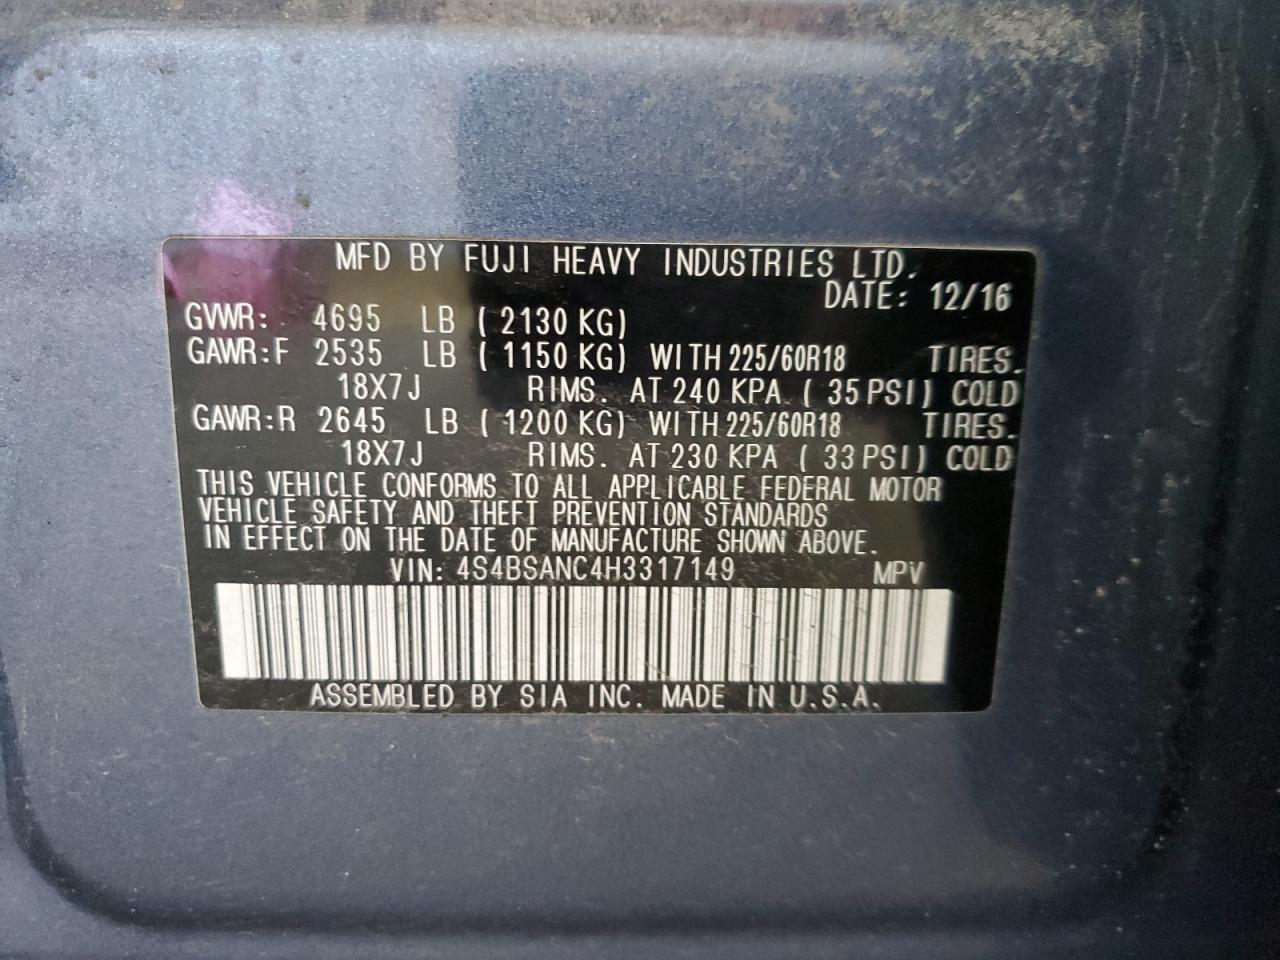 MFD BY FUJI HEAVY INDUSTRIES LTD.
DATE: 12/16
GVWR: 4695 LB ( 2130 KG)
GAWR:F 2535 LB ( 1150 KG) WITH 225/60R18 TIRES.
18X7J RIMS. AT 240 KPA ( 35 PSI) COLD
GAWR:R 2645 LB ( 1200 KG) WITH 225/60R18 TIRES.
18X7J RIMS. AT 230 KPA ( 33 PSI) COLD
THIS VEHICLE CONFORMS TO ALL APPLICABLE FEDERAL MOTOR
VEHICLE SAFETY AND THEFT PREVENTION STANDARDS
IN EFFECT ON THE DATE OF MANUFACTURE SHOWN ABOVE.
VIN: 4S4BSANC4H3317149 MPV
ASSEMBLED BY SIA INC. MADE IN U.S.A.